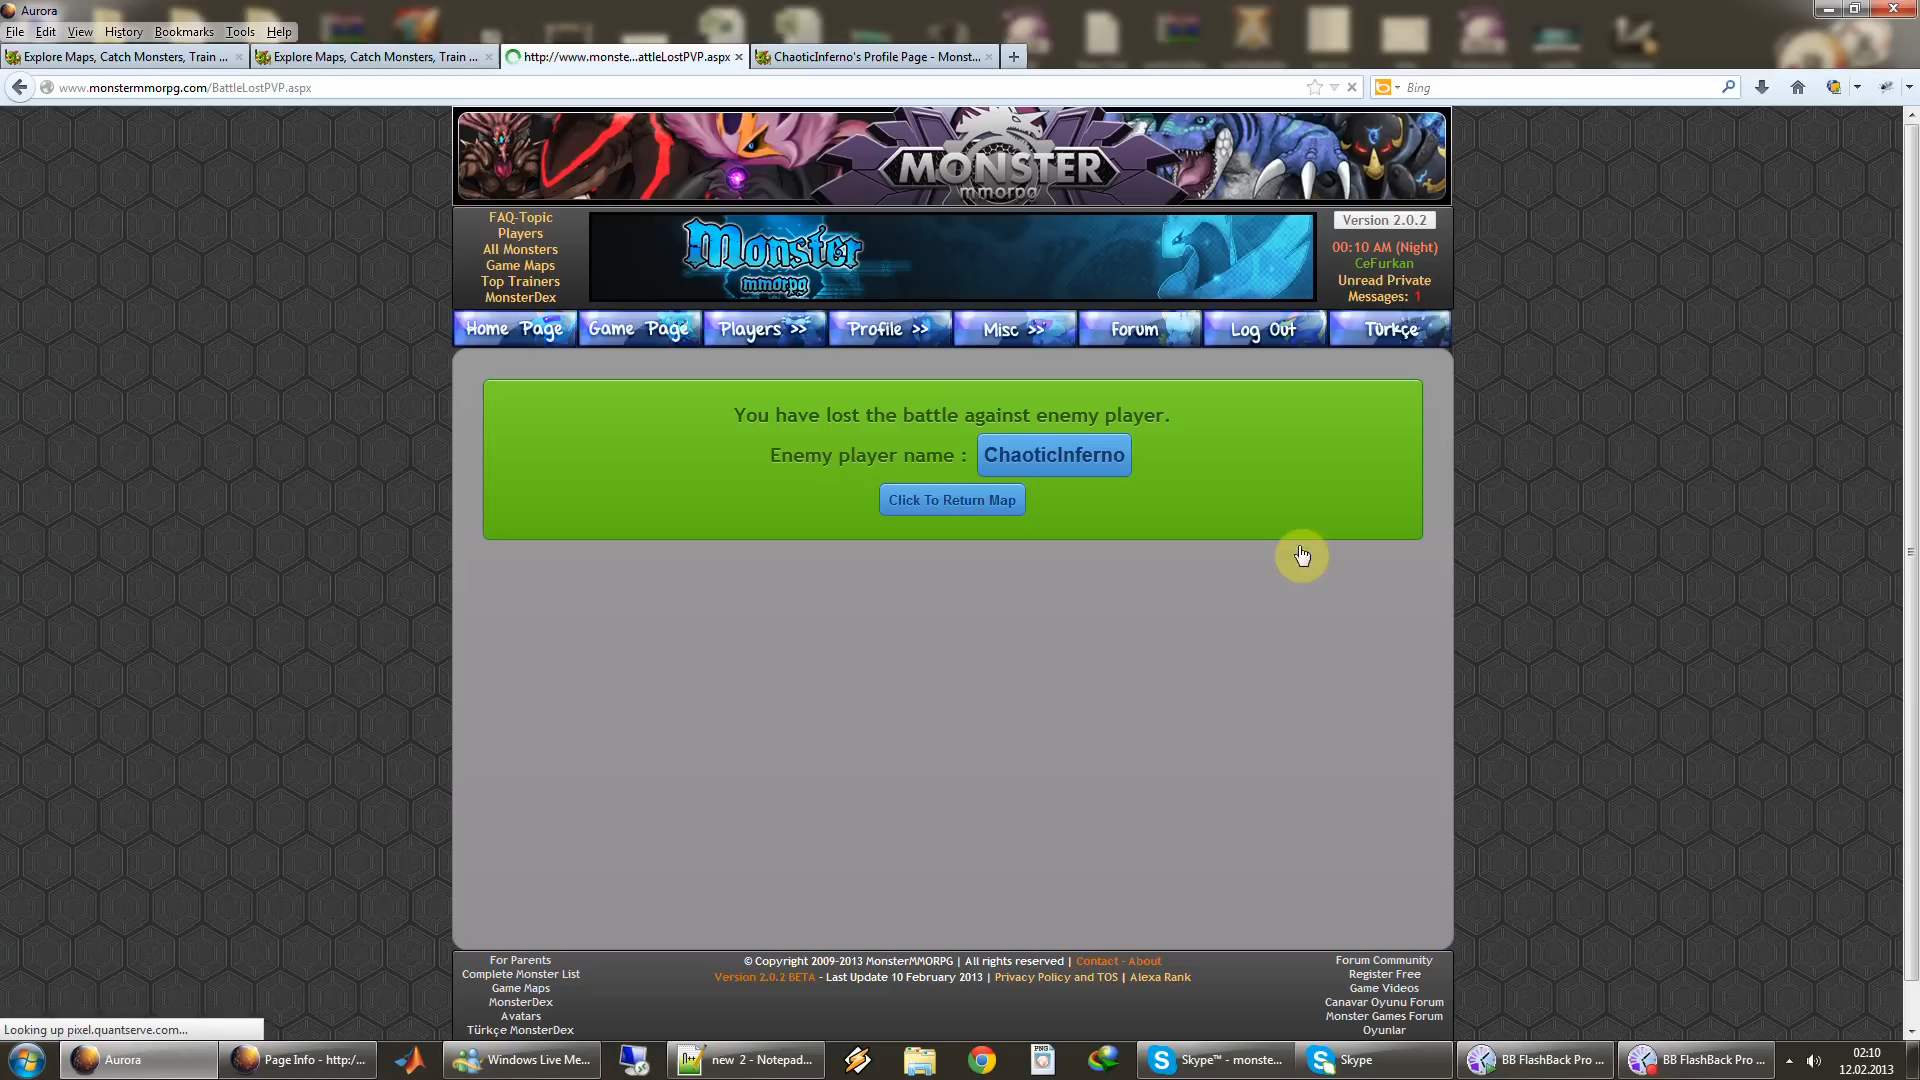 Aurora
File Edit View History Bookmarks Tools Help
Explore Maps, Catch Monsters, Train ...
Explore Maps, Catch Monsters, Train ...
http://www.monste...attleLostPVP.aspx
ChaoticInferno's Profile Page - Monst...
www.monstermmorpg.com/BattleLostPVP.aspx
Bing
MONSTER
mmorpg
FAQ-Topic
Players
All Monsters
Game Maps
Top Trainers
MonsterDex
Monster
mmorpg
Version 2.0.2
00:10 AM (Night)
CeFurkan
Unread Private
Messages: 1
Home Page
Game Page
Players >>
Profile >>
Misc >>
Forum
Log Out
Türkçe
You have lost the battle against enemy player.
Enemy player name : ChaoticInferno
Click To Return Map
For Parents
Complete Monster List
Game Maps
MonsterDex
Avatars
Türkçe MonsterDex
© Copyright 2009-2013 MonsterMMORPG | All rights reserved | Contact - About
Version 2.0.2 BETA - Last Update 10 February 2013 | Privacy Policy and TOS | Alexa Rank
Forum Community
Register Free
Game Videos
Canavar Oyunu Forum
Monster Games Forum
Oyunlar
Looking up pixel.quantserve.com...
Aurora
Page Info - http:/...
Windows Live Me...
new 2 - Notepad...
Skype™ - monste...
Skype
BB FlashBack Pro ...
BB FlashBack Pro ...
02:10
12.02.2013